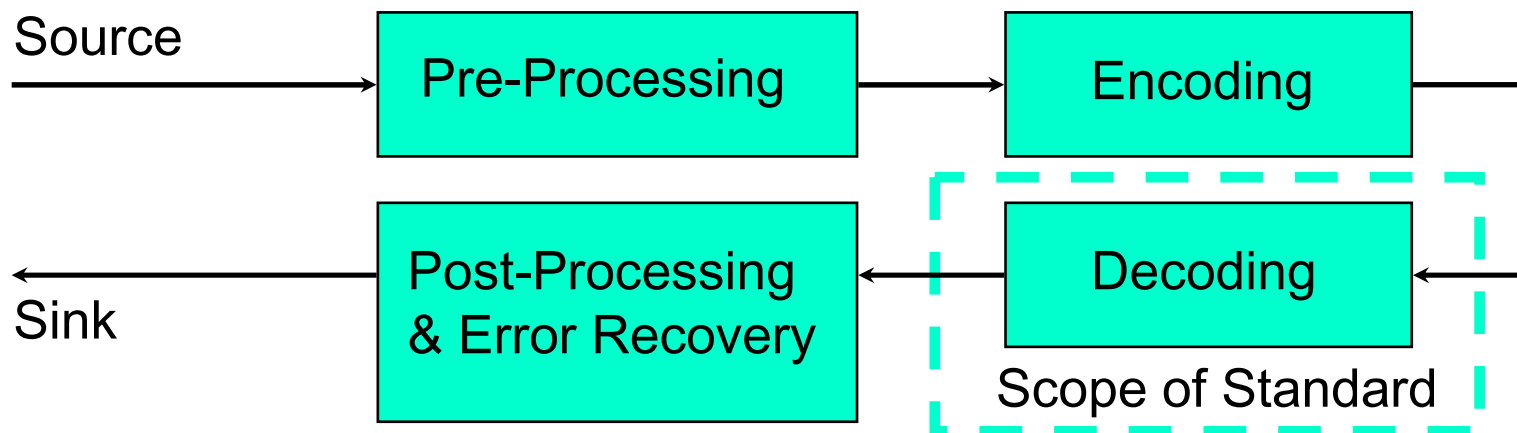 Source
Pre-Processing
Encoding
Post-Processing
& Error Recovery
Decoding
Sink
Scope of Standard